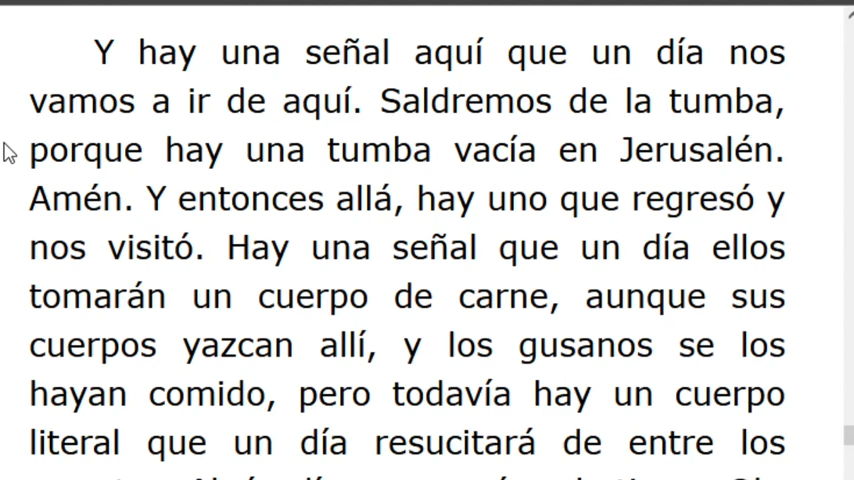 Y hay una señal aquí que un día nos
vamos a ir de aquí. Saldremos de la tumba,
porque hay una tumba vacía en Jerusalén.
Amén. Y entonces allá, hay uno que regresó y
nos visitó. Hay una señal que un día ellos
tomarán un cuerpo de carne, aunque sus
cuerpos yazcan allí, y los gusanos se los
hayan comido, pero todavía hay un cuerpo
literal que un día resucitará de entre los